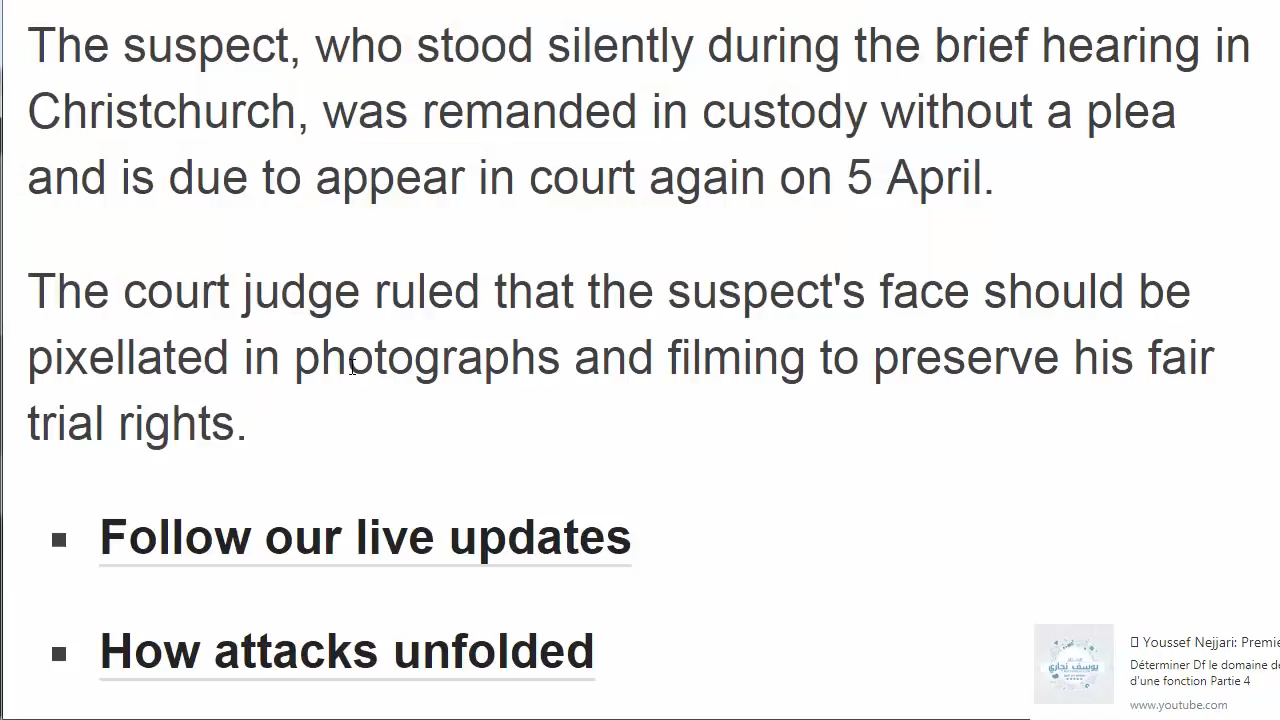 The suspect, who stood silently during the brief hearing in
Christchurch, was remanded in custody without a plea
and is due to appear in court again on 5 April.
The court judge ruled that the suspect's face should be
pixellated in photographs and filming to preserve his fair
trial rights.
Follow our live updates
How attacks unfolded
Youssef Nejjari: Premie
Déterminer Df le domaine de
d'une fonction Partie 4
www.youtube.com
يوسف نجاري